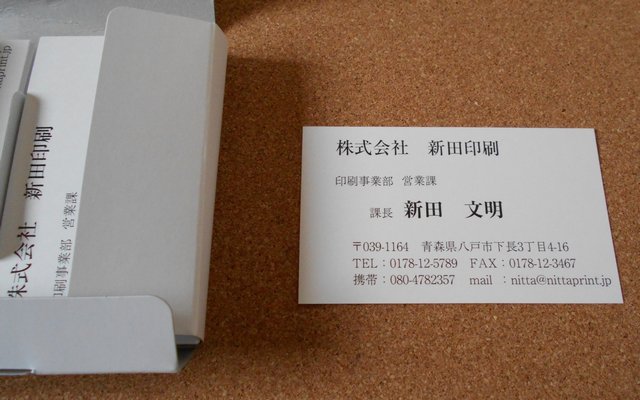 株式会社　新田印刷
印刷事業部　営業課
課長　新田　文明
〒039-1164　青森県八戸市下長3丁目4-16
TEL：0178-12-5789　FAX：0178-12-3467
携帯：080-4782357　mail　：nitta@nittaprint.jp
株式会社　新田印刷
印刷事業部　営業課